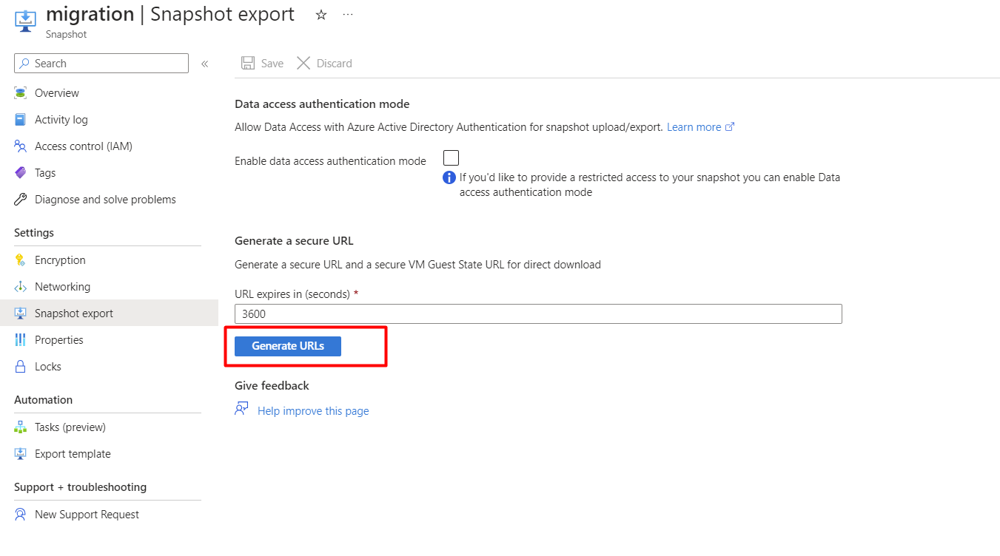 migration | Snapshot export
Snapshot
Search
Save
Discard
Overview
Activity log
Access control (IAM)
Tags
Diagnose and solve problems
Settings
Encryption
Networking
Snapshot export
Properties
Locks
Automation
Tasks (preview)
Export template
Support + troubleshooting
New Support Request
Data access authentication mode
Allow Data Access with Azure Active Directory Authentication for snapshot upload/export. Learn more
Enable data access authentication mode
If you'd like to provide a restricted access to your snapshot you can enable Data
access authentication mode
Generate a secure URL
Generate a secure URL and a secure VM Guest State URL for direct download
URL expires in (seconds) *
3600
Generate URLs
Give feedback
Help improve this page